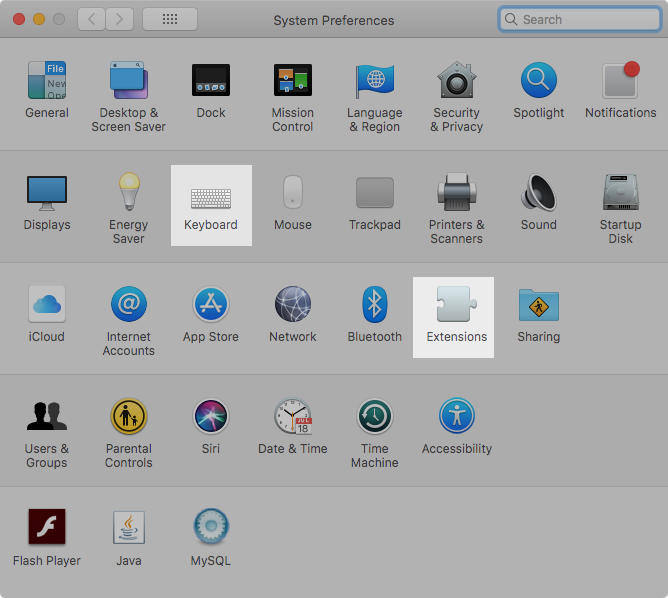 System Preferences
Search
File
New
Ope
General
Desktop &
Screen Saver
Dock
Mission
Control
Language
& Region
Security
& Privacy
Spotlight
Notifications
Displays
Energy
Saver
Keyboard
Mouse
Trackpad
Printers &
Scanners
Sound
Startup
Disk
iCloud
Internet
Accounts
App Store
Network
Bluetooth
Extensions
Sharing
Users &
Groups
Parental
Controls
Siri
JUL
18
Date & Time
Time
Machine
Accessibility
Flash Player
Java
MySQL